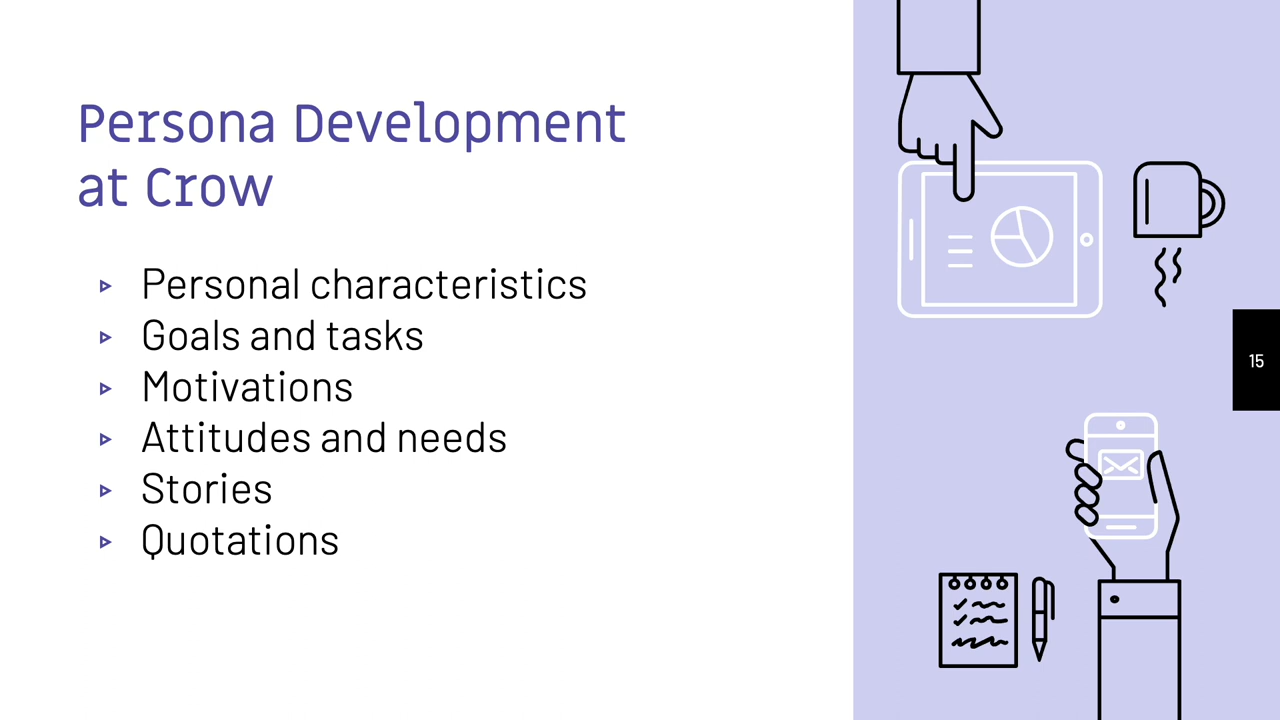 Persona Development
at Crow
Personal characteristics
Goals and tasks
Motivations
Attitudes and needs
Stories
Quotations
15